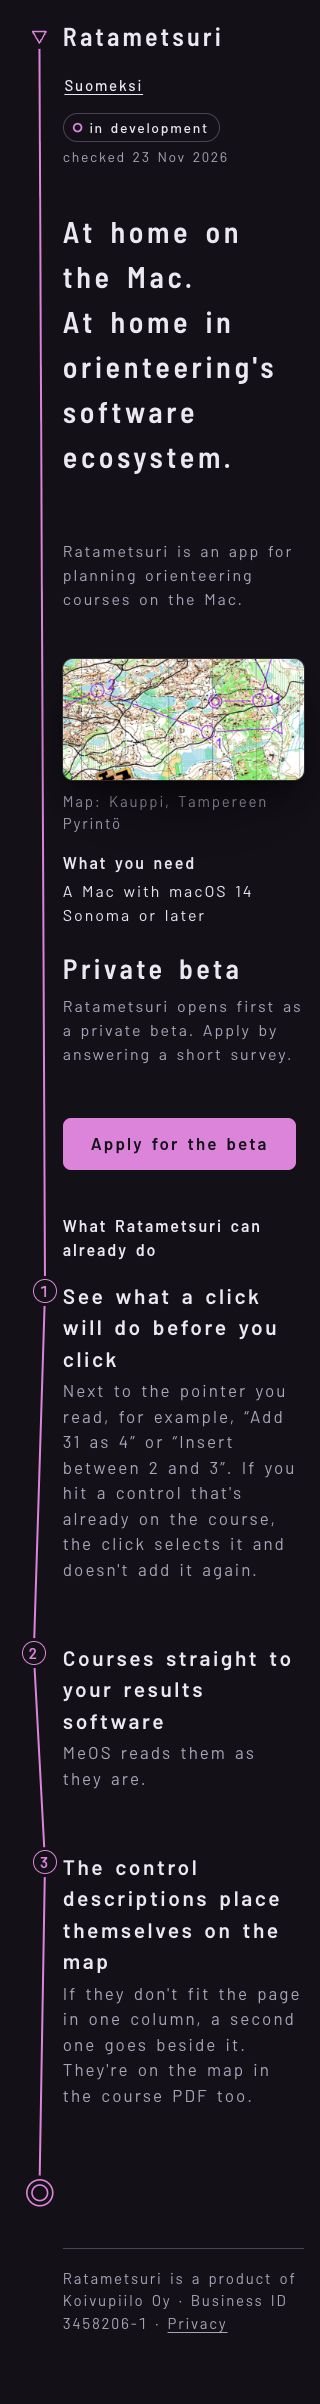 Ratametsuri
Suomeksi
in development
checked 23 Nov 2026
At home on
the Mac.
At home in
orienteering's
software
ecosystem.
Ratametsuri is an app for
planning orienteering
courses on the Mac.
2
1
Map: Kauppi, Tampereen
Pyrintö
What you need
A Mac with macOS 14
Sonoma or later
Private beta
Ratametsuri opens first as
a private beta. Apply by
answering a short survey.
Apply for the beta
What Ratametsuri can
already do
1
See what a click
will do before you
click
Next to the pointer you
read, for example, “Add
31 as 4” or “Insert
between 2 and 3”. If you
hit a control that's
already on the course,
the click selects it and
doesn't add it again.
2
Courses straight to
your results
software
MeOS reads them as
they are.
3
The control
descriptions place
themselves on the
map
If they don't fit the page
in one column, a second
one goes beside it.
They're on the map in
the course PDF too.
Ratametsuri is a product of
Koivupiilo Oy · Business ID
3458206-1 · Privacy